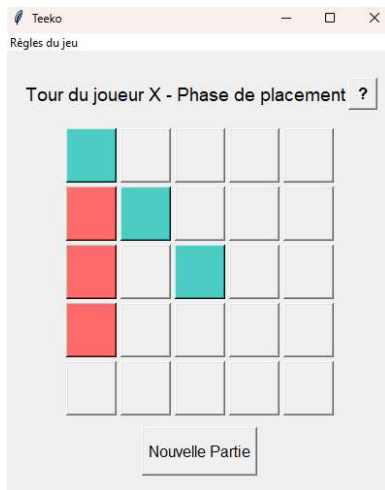 Teeko
Règles du jeu
Tour du joueur X - Phase de placement ?
Nouvelle Partie